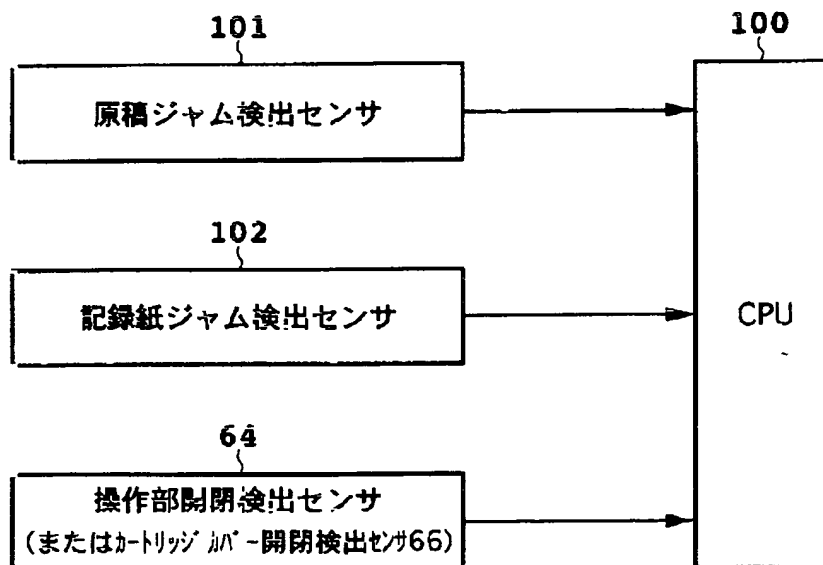 101
原稿ジャム検出センサ
100
102
記録紙ジャム検出センサ
CPU
64
操作部開閉検出センサ
(またはカートリッジカバー開閉検出センサ66)